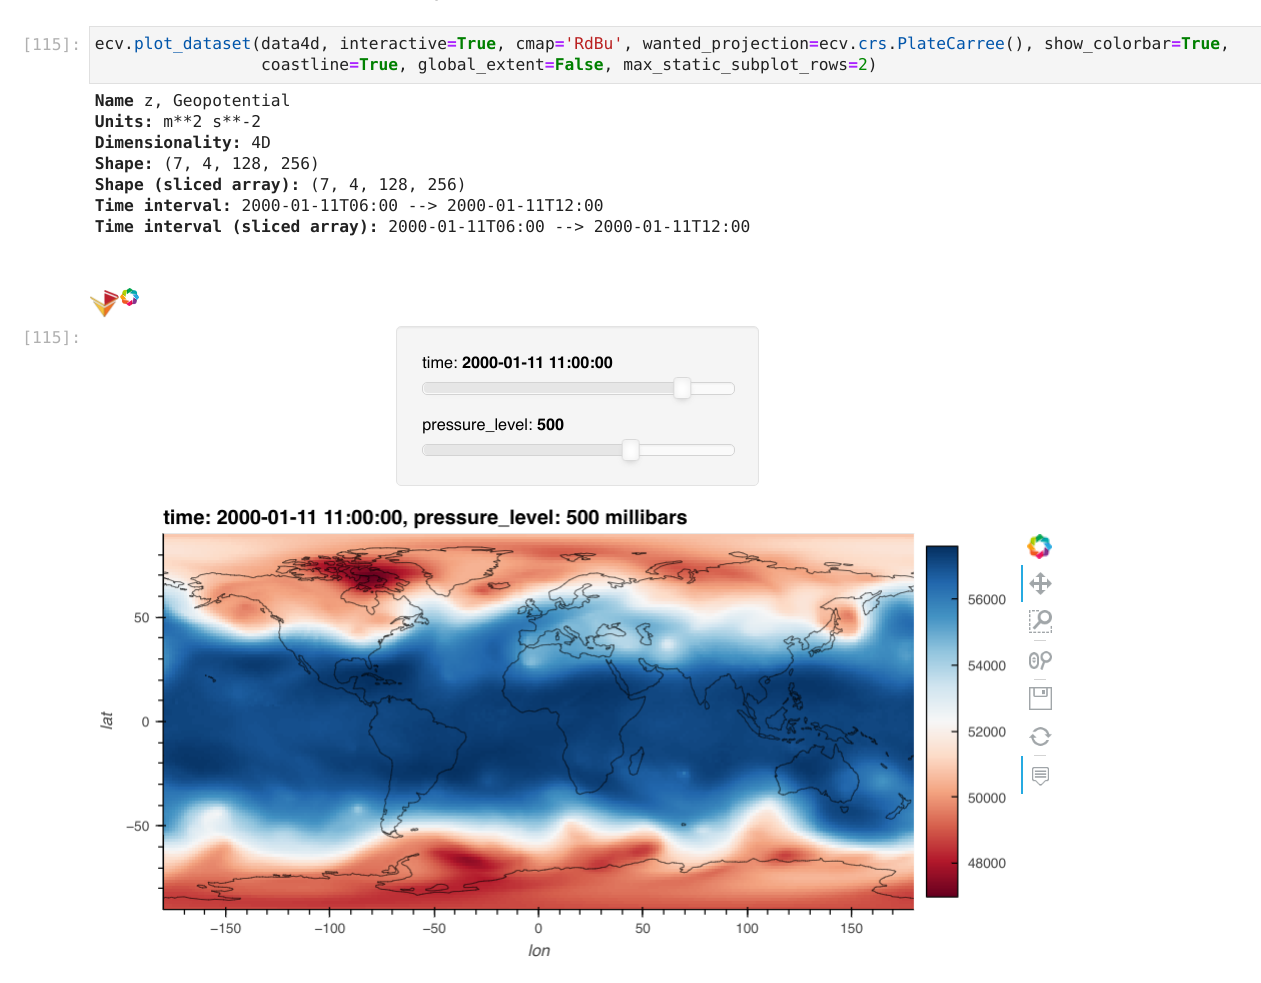 [115]: ecv.plot_dataset(data4d, interactive=True, cmap='RdBu', wanted_projection=ecv.crs.PlateCarree(), show_colorbar=True,
coastline=True, global_extent=False, max_static_subplot_rows=2)
Name z, Geopotential
Units: m**2 s**-2
Dimensionality: 4D
Shape: (7, 4, 128, 256)
Shape (sliced array): (7, 4, 128, 256)
Time interval: 2000-01-11T06:00 --> 2000-01-11T12:00
Time interval (sliced array): 2000-01-11T06:00 --> 2000-01-11T12:00
[115]:
time: 2000-01-11 11:00:00
pressure_level: 500
time: 2000-01-11 11:00:00, pressure_level: 500 millibars
lat
50
0
−50
−150 −100 −50 0 50 100 150
lon
56000
54000
52000
50000
48000